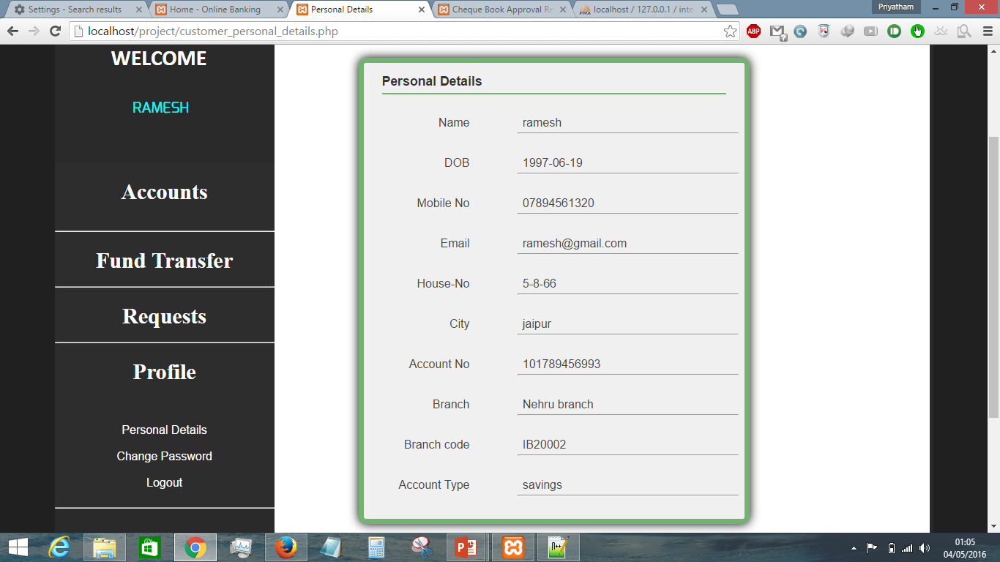 Settings - Search results
Home - Online Banking
Personal Details
Cheque Book Approval Re
localhost / 127.0.0.1 / inte
Priyatham
localhost/project/customer_personal_details.php
ABP
WELCOME
RAMESH
Accounts
Fund Transfer
Requests
Profile
Personal Details
Change Password
Logout
Personal Details
Name ramesh
DOB 1997-06-19
Mobile No 07894561320
Email ramesh@gmail.com
House-No 5-8-66
City jaipur
Account No 101789456993
Branch Nehru branch
Branch code IB20002
Account Type savings
01:05
04/05/2016